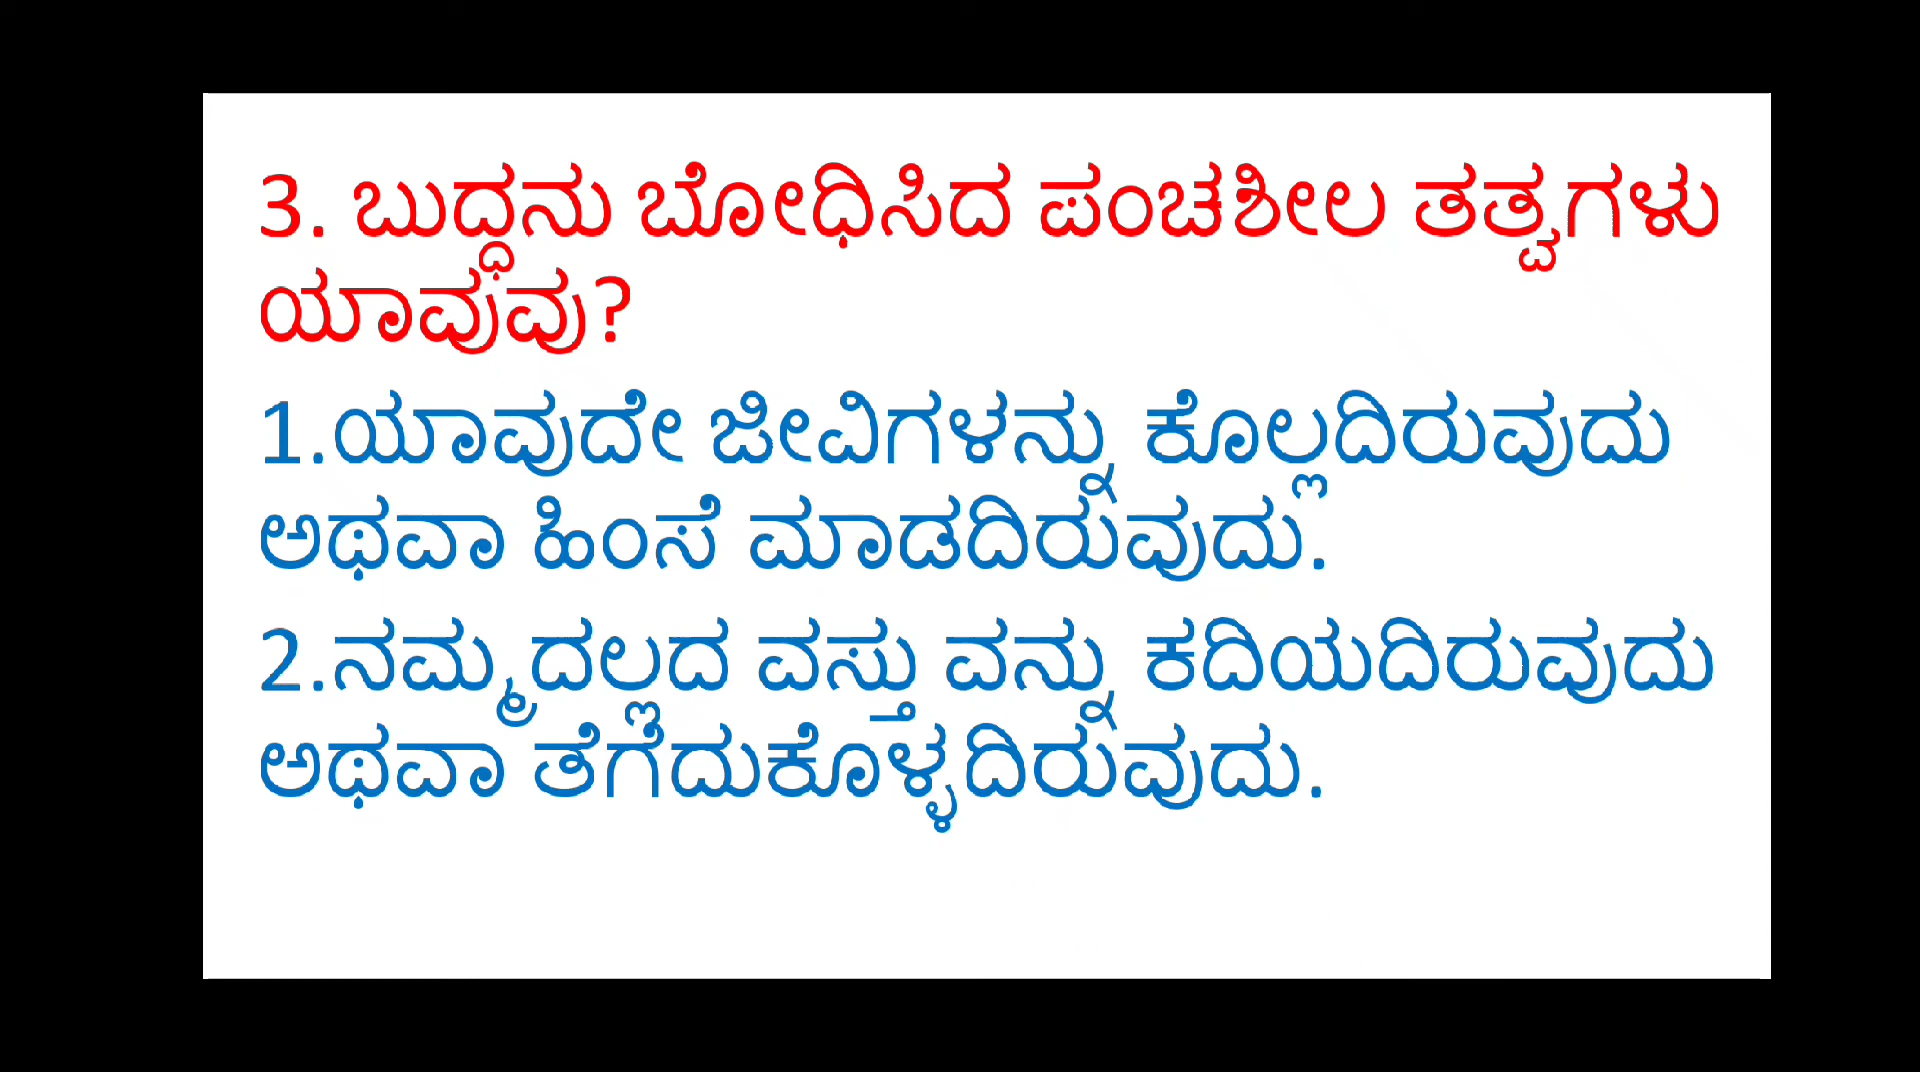 3. ಬುದ್ಧನು ಬೋಧಿಸಿದ ಪಂಚಶೀಲ ತತ್ವಗಳು
ಯಾವುವು?
1.ಯಾವುದೇ ಜೀವಿಗಳನ್ನು ಕೊಲ್ಲದಿರುವುದು
ಅಥವಾ ಹಿಂಸೆ ಮಾಡದಿರುವುದು.
2.ನಮ್ಮದಲ್ಲದ ವಸ್ತು ವನ್ನು ಕದಿಯದಿರುವುದು
ಅಥವಾ ತೆಗೆದುಕೊಳ್ಳದಿರುವುದು.